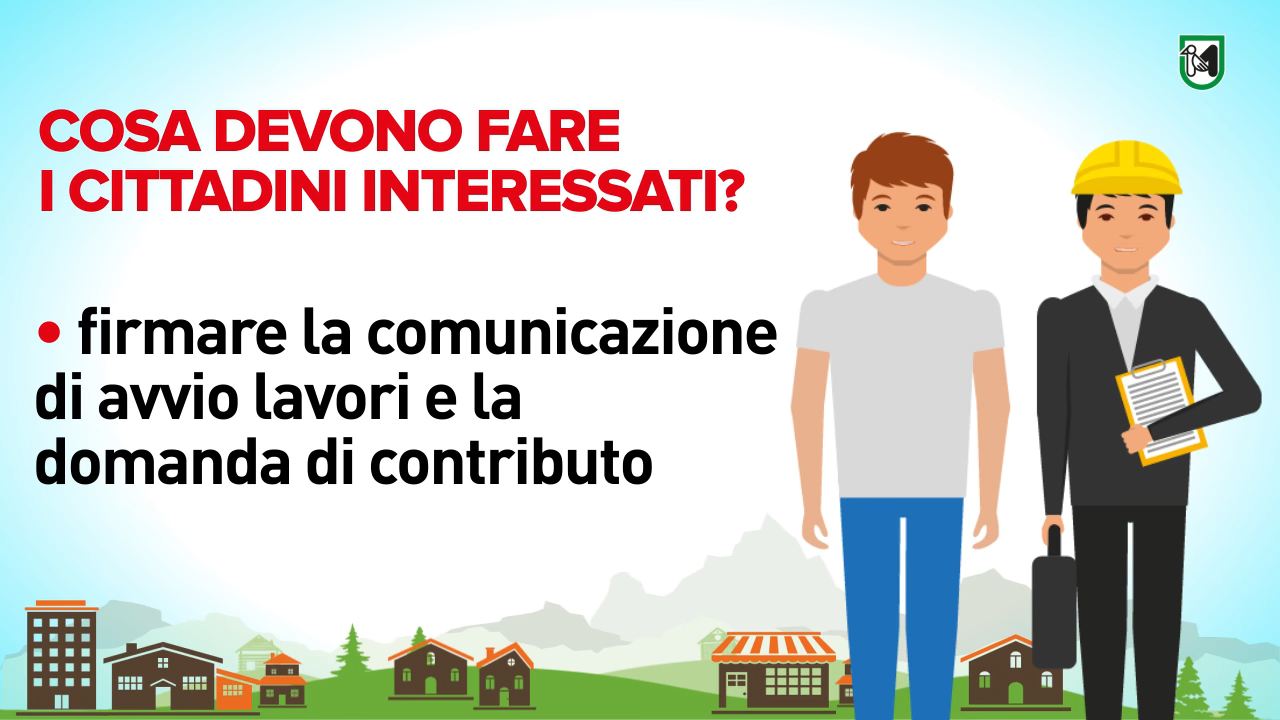 COSA DEVONO FARE
I CITTADINI INTERESSATI?
• firmare la comunicazione
di avvio lavori e la
domanda di contributo